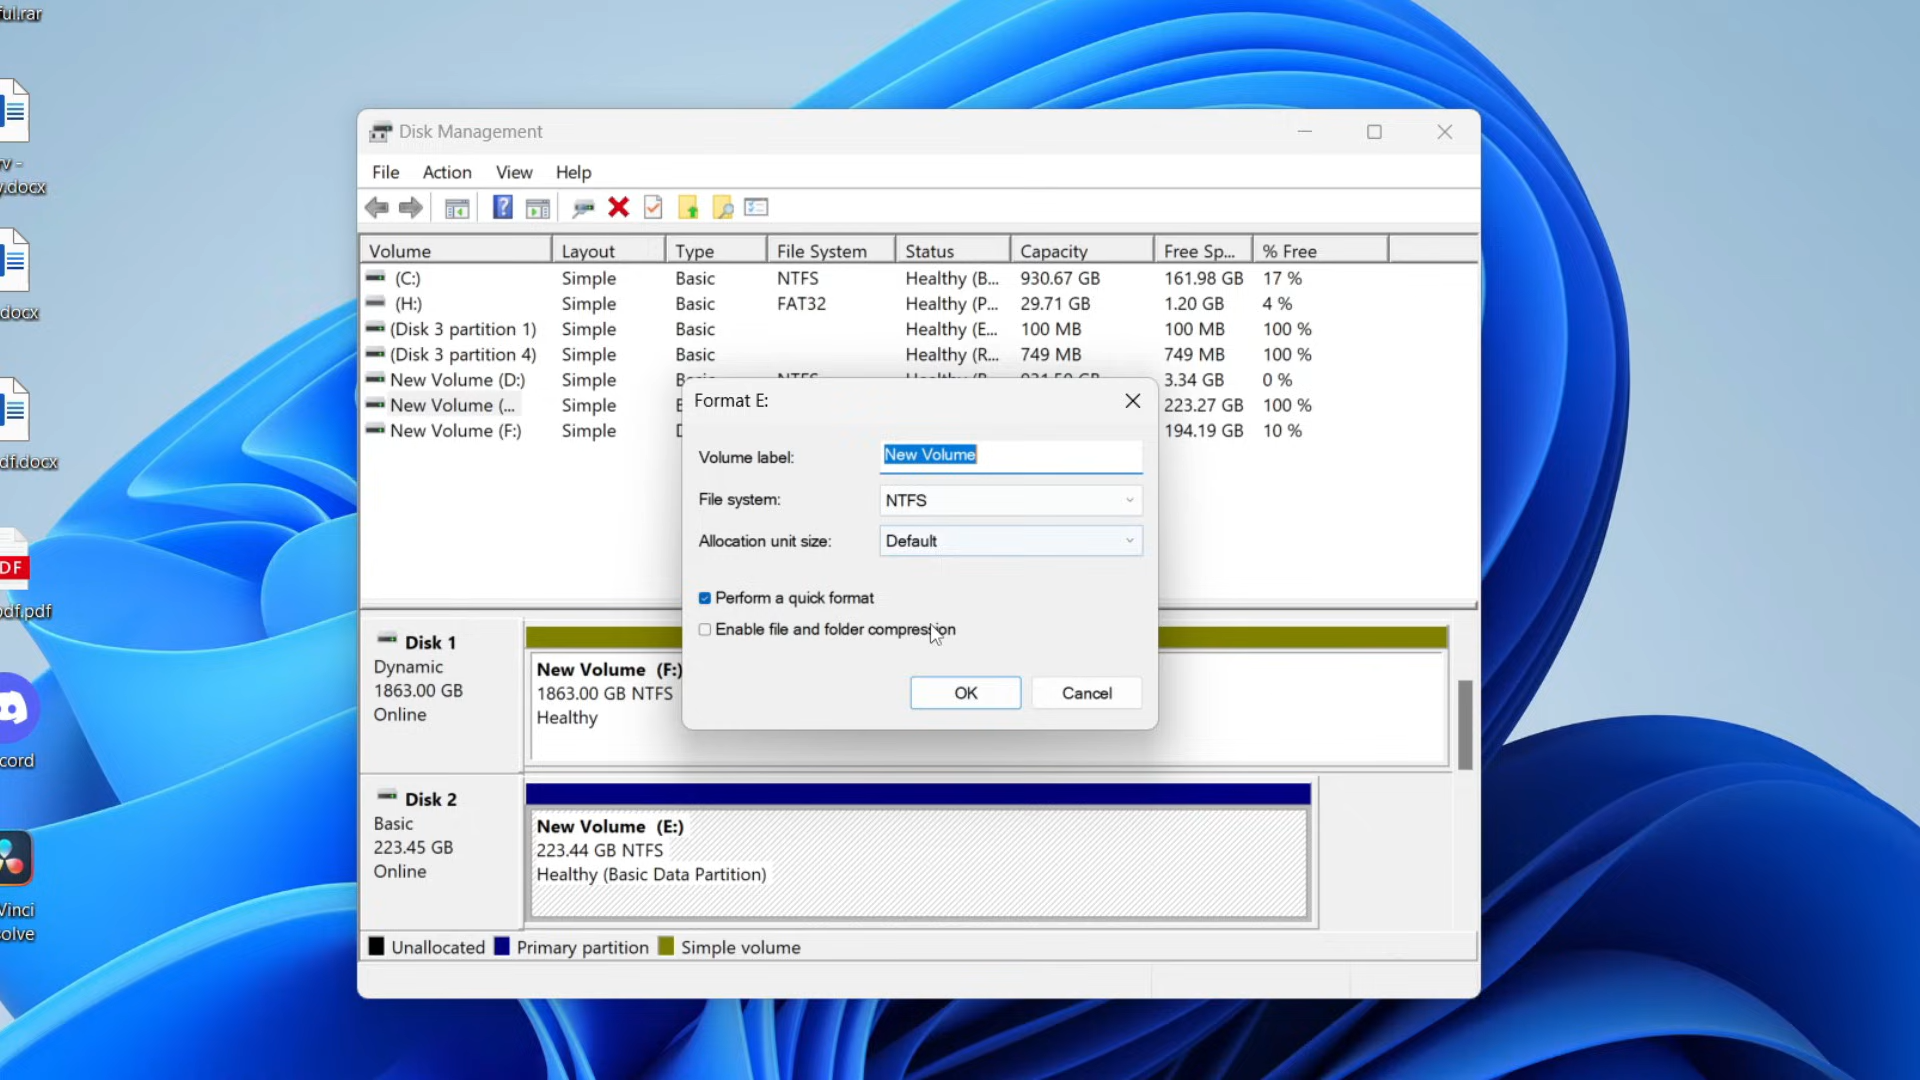 ful.rar
v -
v.docx
docx
df.docx
DF
pdf.pdf
cord
Vinci
olve
Disk Management
File Action View Help
Volume Layout Type File System Status Capacity Free Sp... % Free
(C:) Simple Basic NTFS Healthy (B... 930.67 GB 161.98 GB 17 %
(H:) Simple Basic FAT32 Healthy (P... 29.71 GB 1.20 GB 4 %
(Disk 3 partition 1) Simple Basic Healthy (E... 100 MB 100 MB 100 %
(Disk 3 partition 4) Simple Basic Healthy (R... 749 MB 749 MB 100 %
New Volume (D:) Simple 3.34 GB 0 %
New Volume (... Simple 223.27 GB 100 %
New Volume (F:) Simple 194.19 GB 10 %
Format E:
Volume label: New Volume
File system: NTFS
Allocation unit size: Default
Perform a quick format
Enable file and folder compression
OK Cancel
Disk 1
Dynamic
1863.00 GB
Online
New Volume (F:)
1863.00 GB NTFS
Healthy
Disk 2
Basic
223.45 GB
Online
New Volume (E:)
223.44 GB NTFS
Healthy (Basic Data Partition)
Unallocated Primary partition Simple volume